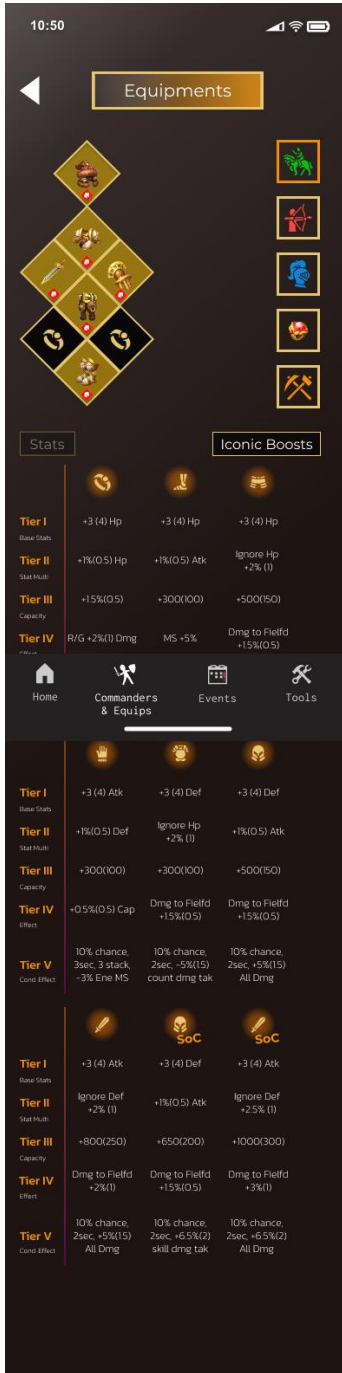 10:50
Equipments
Stats
Iconic Boosts
Tier I
Base Stats
+3 (4) Hp
+3 (4) Hp
+3 (4) Hp
Tier II
Stat Multi
+1%(0.5) Hp
+1%(0.5) Atk
Ignore Hp
+2% (1)
Tier III
Capacity
+15%(0.5)
+300(100)
+500(150)
Tier IV
R/G +2%(1) Dmg
MS +5%
Dmg to Fielfd
+1.5%(0.5)
Home
Commanders
& Equips
Events
Tools
Tier I
Base Stats
+3 (4) Atk
+3 (4) Def
+3 (4) Def
Tier II
Stat Multi
+1%(0.5) Def
Ignore Hp
+2% (1)
+1%(0.5) Atk
Tier III
Capacity
+300(100)
+300(100)
+500(150)
Tier IV
Effect
+0.5%(0.5) Cap
Dmg to Fielfd
+1.5%(0.5)
Dmg to Fielfd
+1.5%(0.5)
Tier V
Cond Effect
10% chance,
3sec, 3 stack,
-3% Ene MS
10% chance,
2sec, -5%(1.5)
count dmg tak
10% chance,
2sec, +5%(1.5)
All Dmg
SoC
SoC
Tier I
Base Stats
+3 (4) Atk
+3 (4) Def
+3 (4) Atk
Tier II
Stat Multi
Ignore Def
+2% (1)
+1%(0.5) Atk
Ignore Def
+2.5% (1)
Tier III
Capacity
+800(250)
+650(200)
+1000(300)
Tier IV
Effect
Dmg to Fielfd
+2%(1)
Dmg to Fielfd
+1.5%(0.5)
Dmg to Fielfd
+3%(1)
Tier V
Cond Effect
10% chance,
2sec, +5%(1.5)
All Dmg
10% chance,
2sec, +6.5%(2)
skill dmg tak
10% chance,
2sec, +6.5%(2)
All Dmg